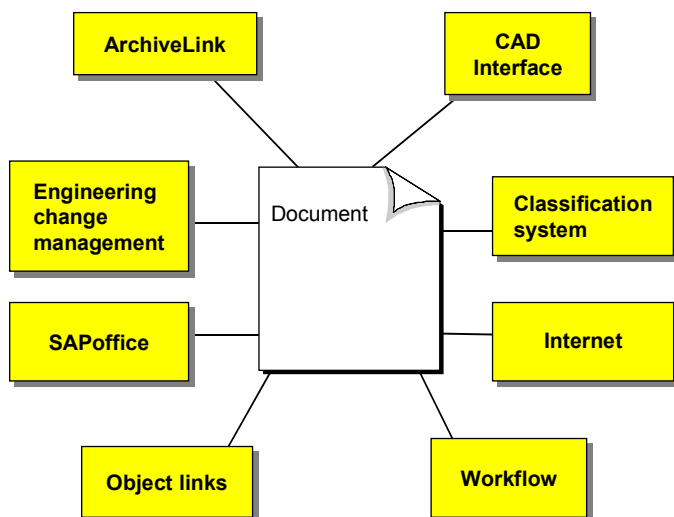 ArchiveLink
CAD
Interface
Engineering
change
management
Document
Classification
system
SAPoffice
Internet
Object links
Workflow